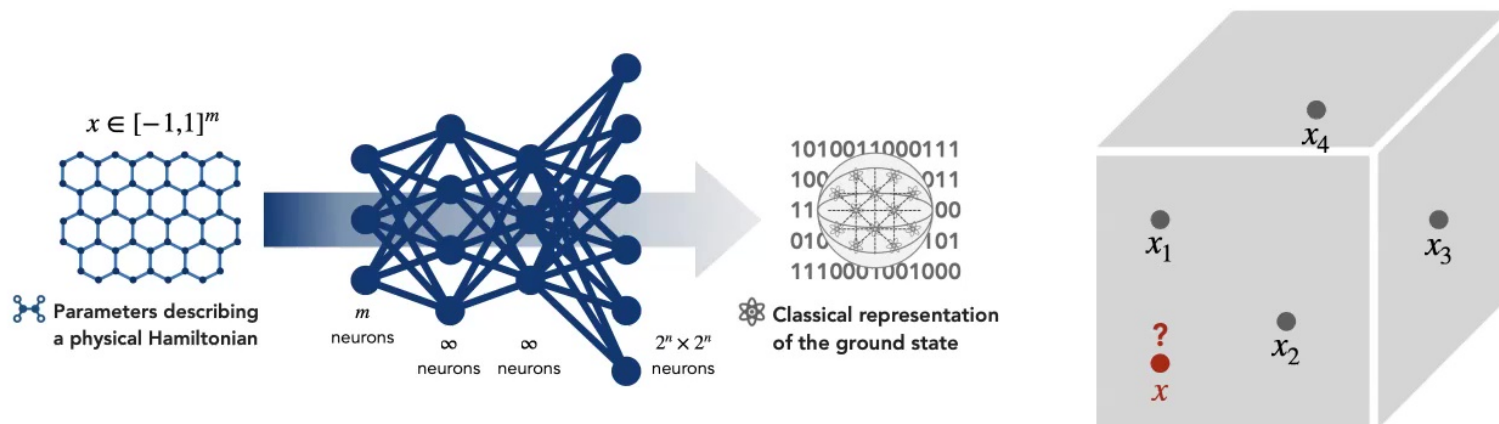 x ∈ [−1,1]^m
Parameters describing
a physical Hamiltonian
m
neurons
∞
neurons
∞
neurons
2^n × 2^n
neurons
1010011000111
100
011
11
00
010
101
1110001001000
Classical representation
of the ground state
x_4
x_1
x_3
x_2
?
x